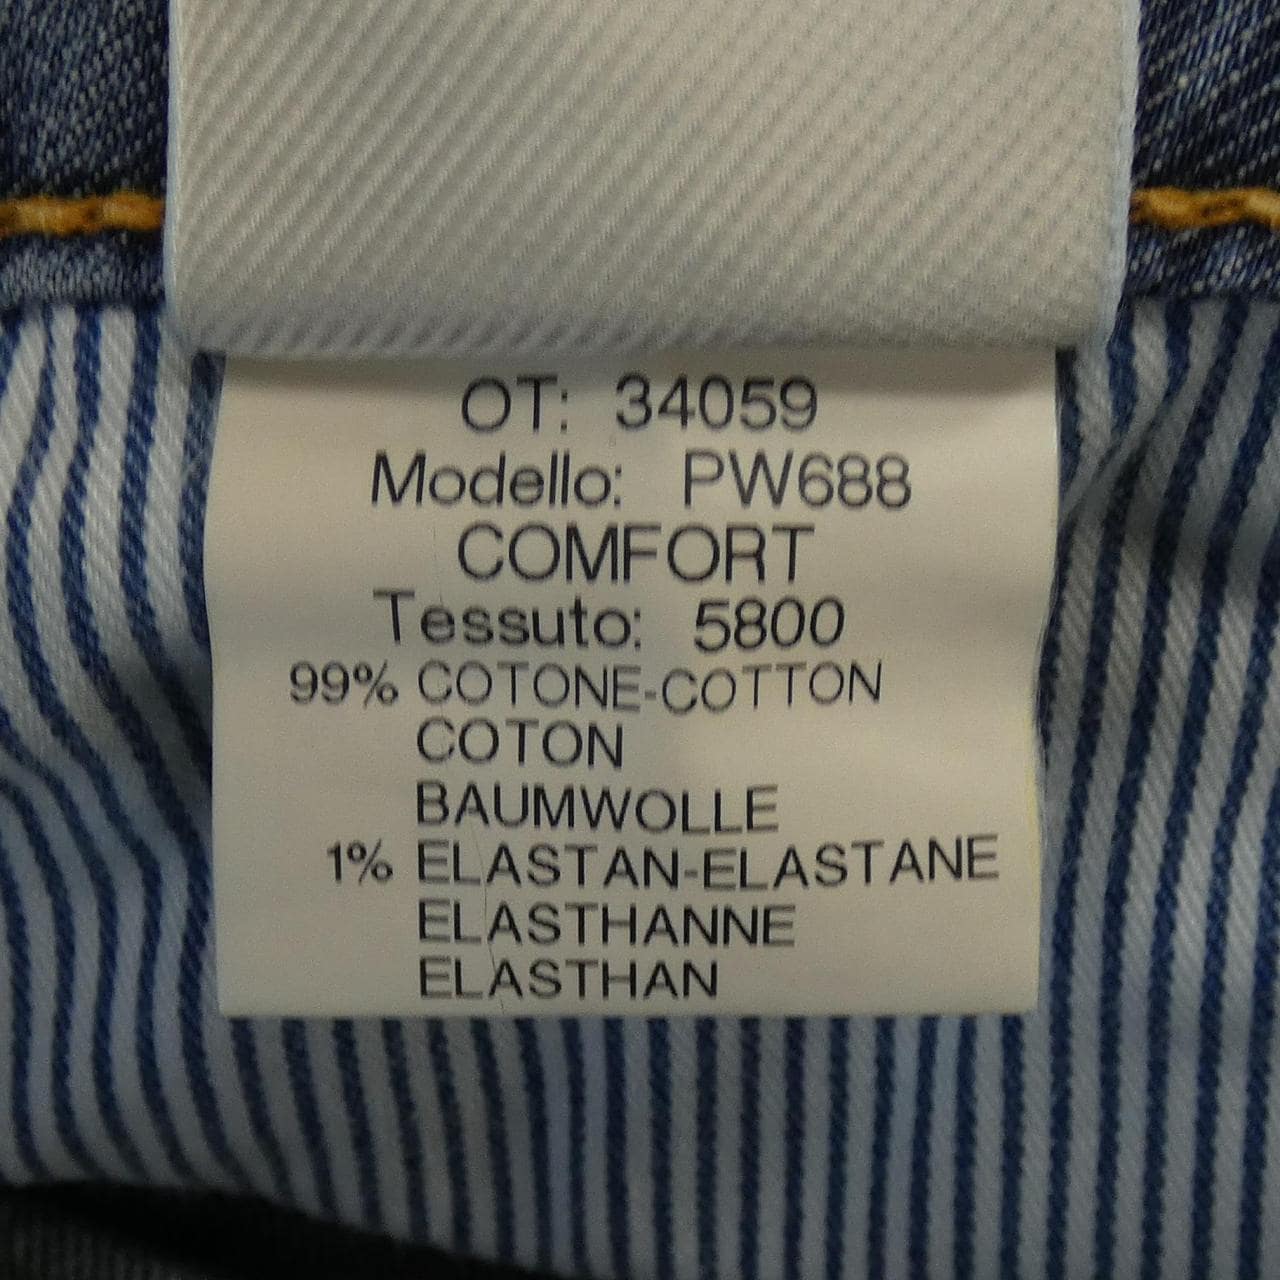 OT: 34059
Modello: PW688
COMFORT
Tessuto: 5800
99% COTONE-COTTON
COTON
BAUMWOLLE
1% ELASTAN-ELASTANE
ELASTHANNE
ELASTHAN